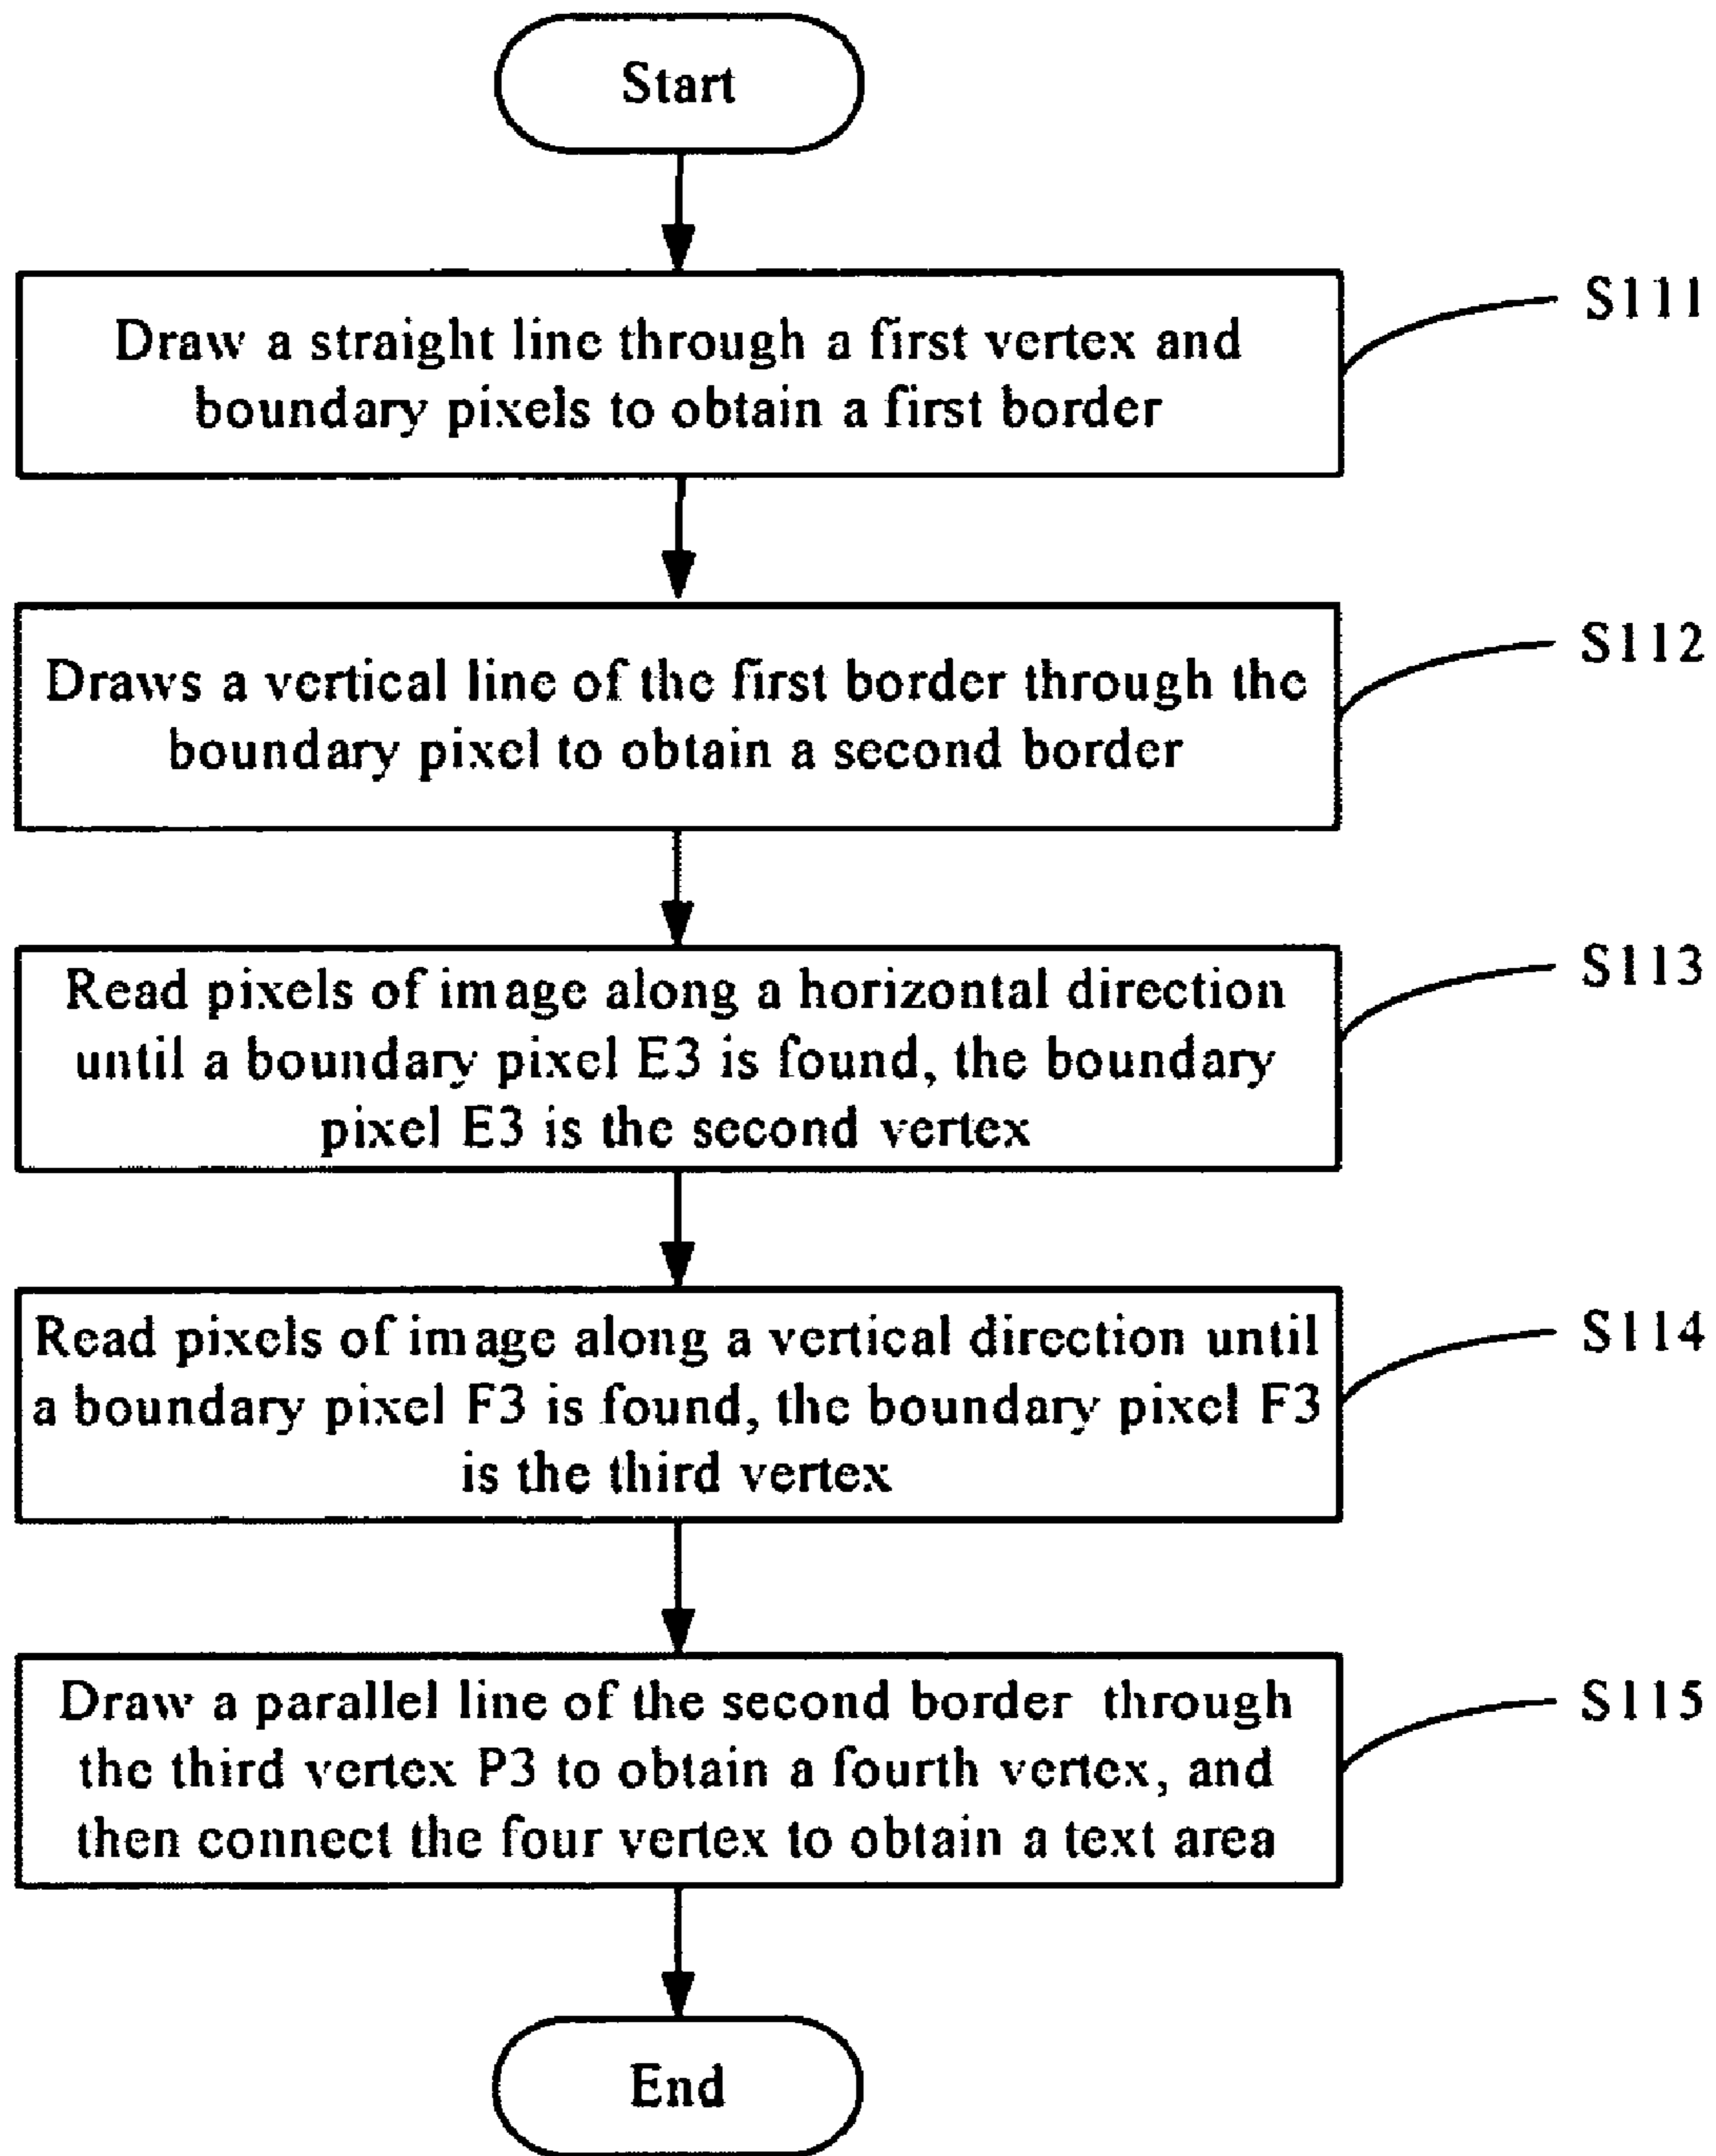 Start
Draw a straight line through a first vertex and
boundary pixels to obtain a first border
S111
Draws a vertical line of the first border through the
boundary pixel to obtain a second border
S112
Read pixels of image along a horizontal direction
until a boundary pixel E3 is found, the boundary
pixel E3 is the second vertex
S113
Read pixels of image along a vertical direction until
a boundary pixel F3 is found, the boundary pixel F3
is the third vertex
S114
Draw a parallel line of the second border through
the third vertex P3 to obtain a fourth vertex, and
then connect the four vertex to obtain a text area
S115
End